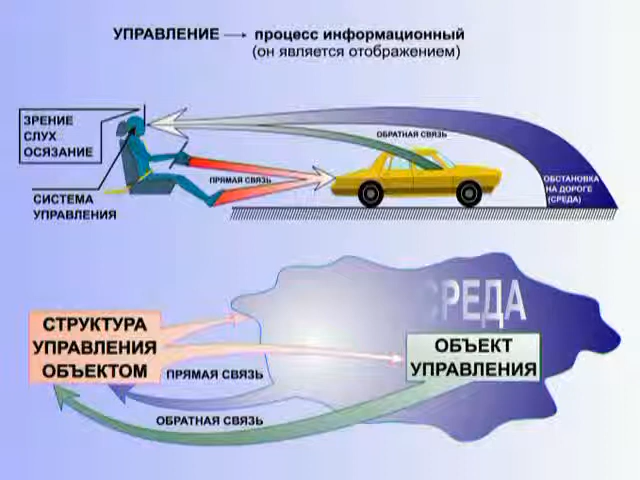 УПРАВЛЕНИЕ → процесс информационный
(он является отображением)
ЗРЕНИЕ
СЛУХ
ОСЯЗАНИЕ
ОБРАТНАЯ СВЯЗЬ
ПРЯМАЯ СВЯЗЬ
ОБСТАНОВКА
НА ДОРОГЕ
(СРЕДА)
СИСТЕМА
УПРАВЛЕНИЯ
СРЕДА
СТРУКТУРА
УПРАВЛЕНИЯ
ОБЪЕКТОМ
ОБЪЕКТ
УПРАВЛЕНИЯ
ПРЯМАЯ СВЯЗЬ
ОБРАТНАЯ СВЯЗЬ